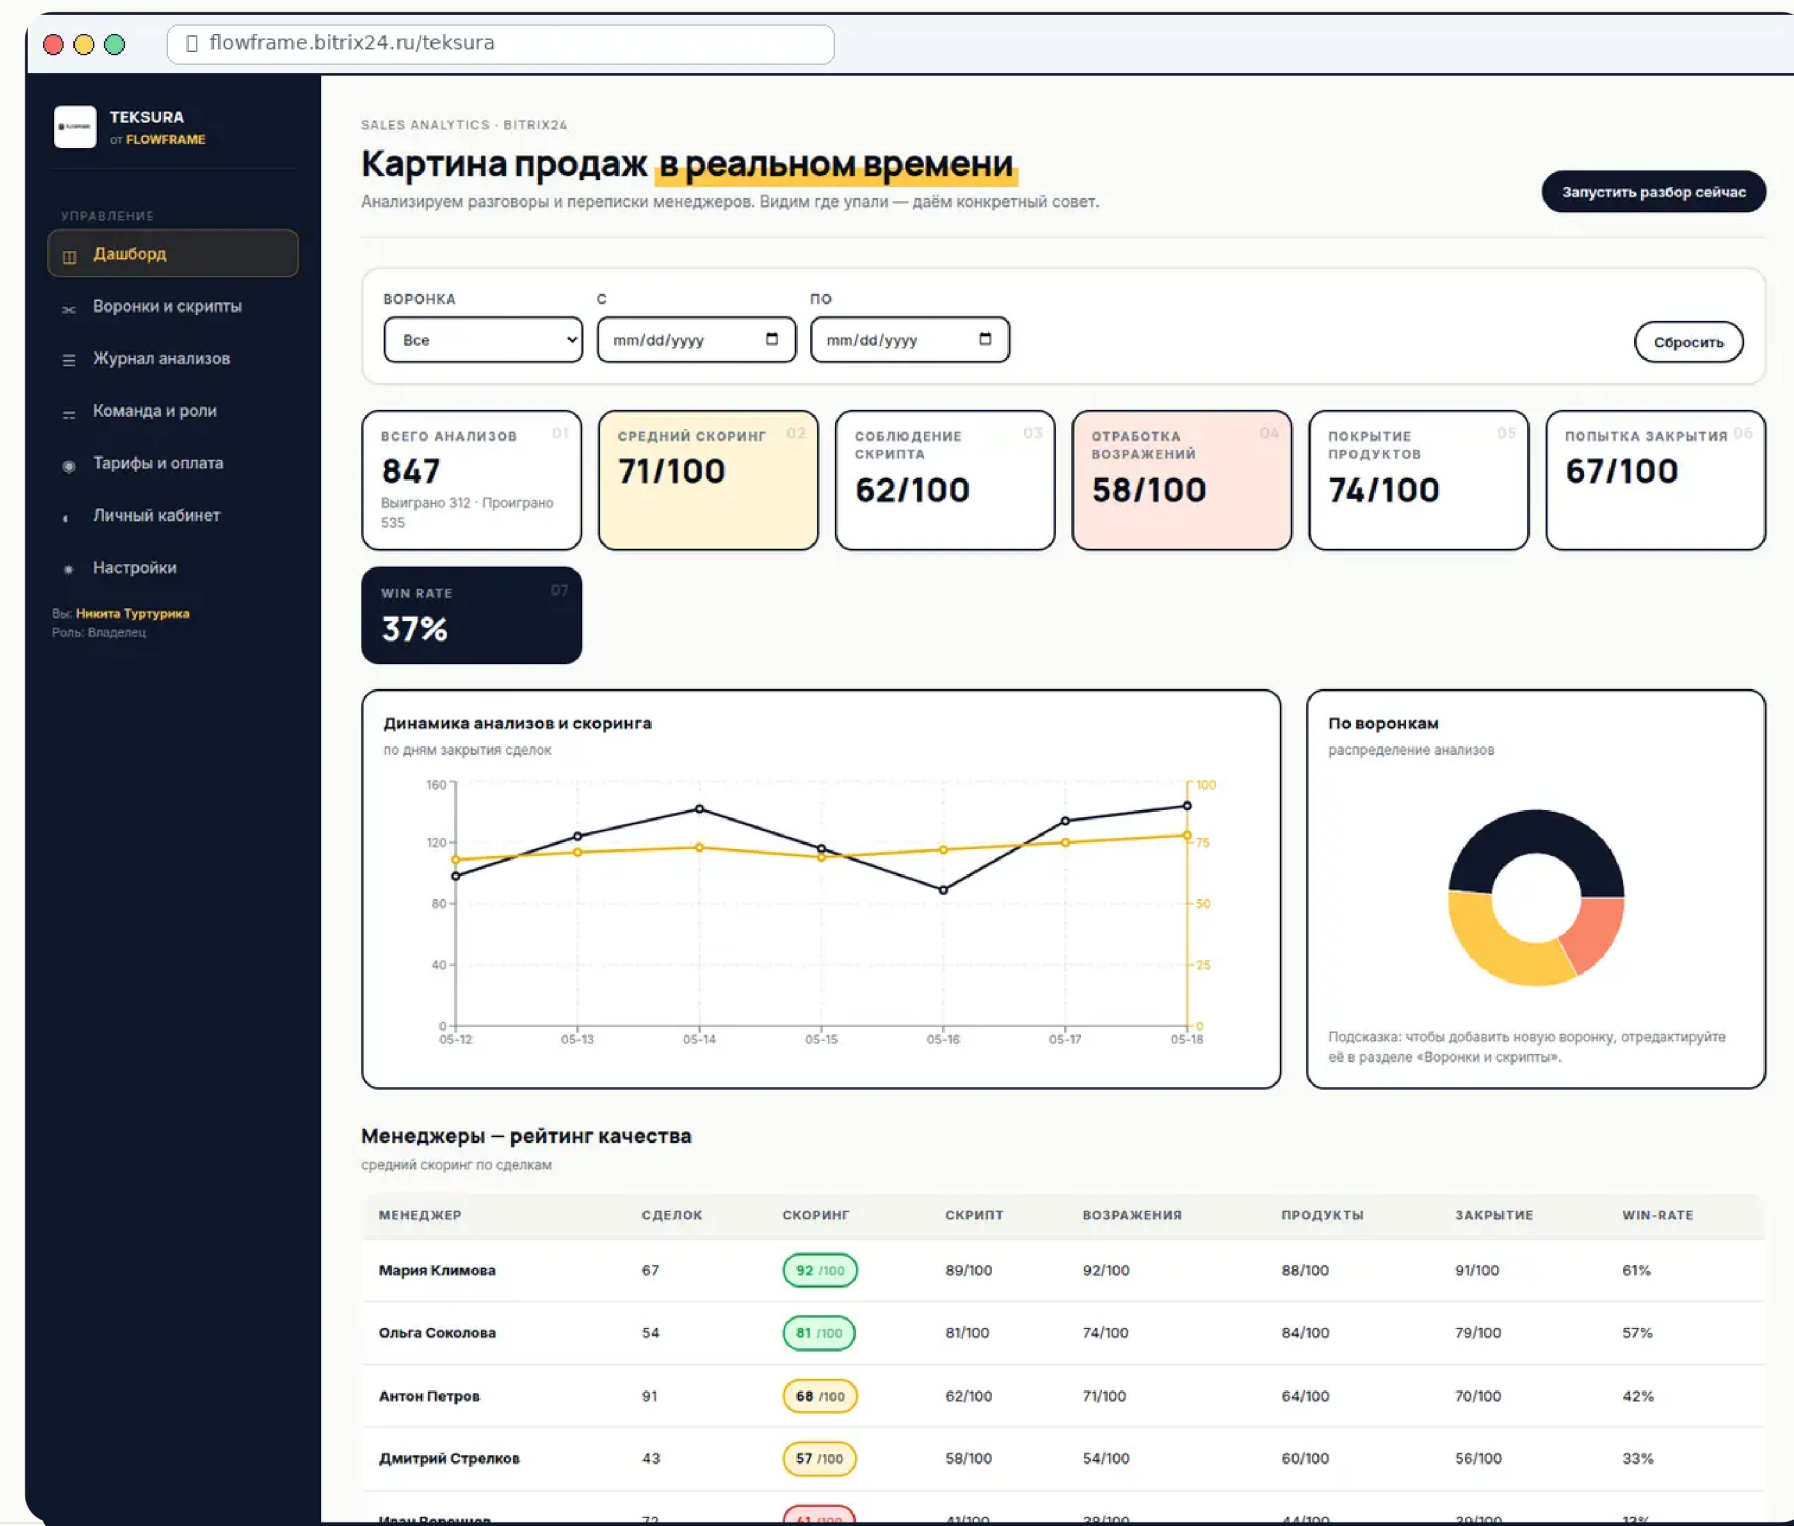 flowframe.bitrix24.ru/teksura
TEKSURA
от FLOWFRAME
УПРАВЛЕНИЕ
Дашборд
Воронки и скрипты
Журнал анализов
Команда и роли
Тарифы и оплата
Личный кабинет
Настройки
Вы: Никита Туртурика
Роль: Владелец
SALES ANALYTICS · BITRIX24
Картина продаж в реальном времени
Анализируем разговоры и переписки менеджеров. Видим где упали — даём конкретный совет.
Запустить разбор сейчас
ВОРОНКА С ПО
Все mm/dd/yyyy mm/dd/yyyy
Сбросить
ВСЕГО АНАЛИЗОВ 01
847
Выиграно 312 · Проиграно
535
СРЕДНИЙ СКОРИНГ 02
71/100
СОБЛЮДЕНИЕ 03
СКРИПТА
62/100
ОТРАБОТКА 04
ВОЗРАЖЕНИЙ
58/100
ПОКРЫТИЕ 05
ПРОДУКТОВ
74/100
ПОПЫТКА ЗАКРЫТИЯ 06
67/100
WIN RATE 07
37%
Динамика анализов и скоринга
по дням закрытия сделок
160 100
120 75
80 50
40 25
0 0
05-12 05-13 05-14 05-15 05-16 05-17 05-18
По воронкам
распределение анализов
Подсказка: чтобы добавить новую воронку, отредактируйте
её в разделе «Воронки и скрипты».
Менеджеры — рейтинг качества
средний скоринг по сделкам
МЕНЕДЖЕР СДЕЛОК СКОРИНГ СКРИПТ ВОЗРАЖЕНИЯ ПРОДУКТЫ ЗАКРЫТИЕ WIN-RATE
Мария Климова 67 92 /100 89/100 92/100 88/100 91/100 61%
Ольга Соколова 54 81 /100 81/100 74/100 84/100 79/100 57%
Антон Петров 91 68 /100 62/100 71/100 64/100 70/100 42%
Дмитрий Стрелков 43 57 /100 58/100 54/100 60/100 56/100 33%